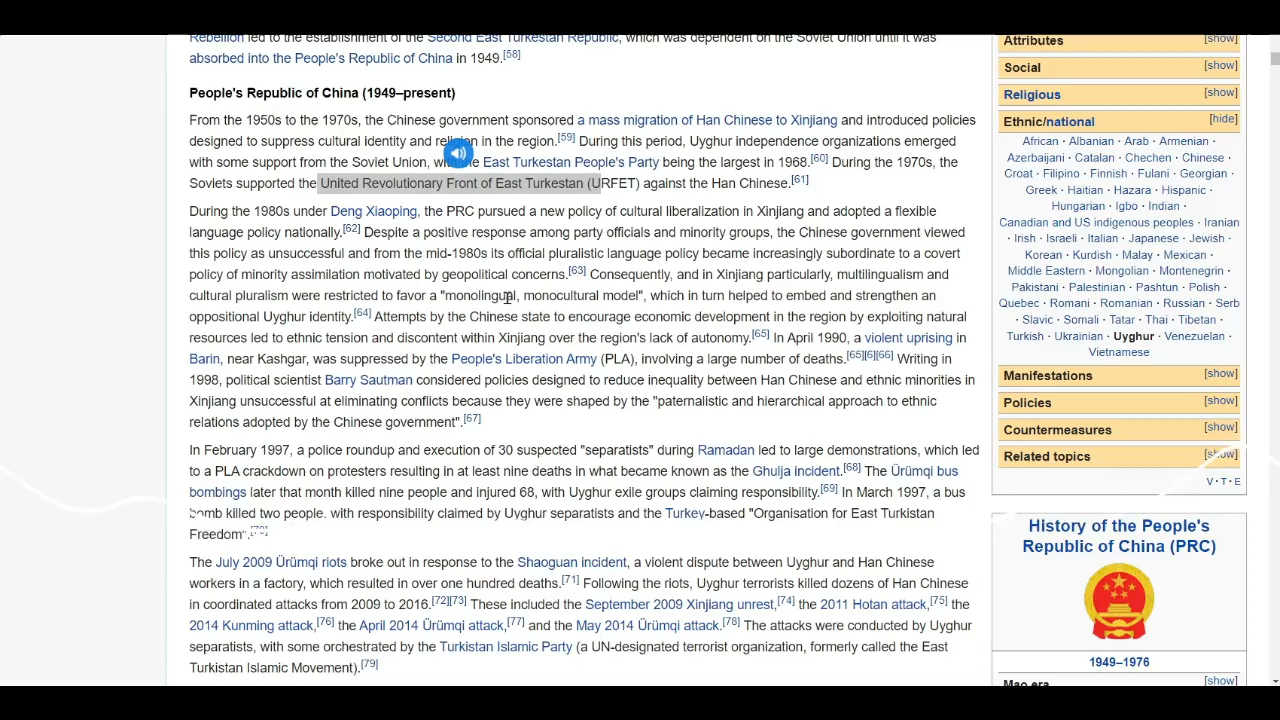 Rebellion led to the establishment of the Second East Turkestan Republic, which was dependent on the Soviet Union until it was
absorbed into the People's Republic of China in 1949.[58]
People's Republic of China (1949–present)
From the 1950s to the 1970s, the Chinese government sponsored a mass migration of Han Chinese to Xinjiang and introduced policies
designed to suppress cultural identity and religion in the region.[59] During this period, Uyghur independence organizations emerged
with some support from the Soviet Union, with the East Turkestan People's Party being the largest in 1968.[60] During the 1970s, the
Soviets supported the United Revolutionary Front of East Turkestan (URFET) against the Han Chinese.[61]
During the 1980s under Deng Xiaoping, the PRC pursued a new policy of cultural liberalization in Xinjiang and adopted a flexible
language policy nationally.[62] Despite a positive response among party officials and minority groups, the Chinese government viewed
this policy as unsuccessful and from the mid-1980s its official pluralistic language policy became increasingly subordinate to a covert
policy of minority assimilation motivated by geopolitical concerns.[63] Consequently, and in Xinjiang particularly, multilingualism and
cultural pluralism were restricted to favor a "monolingual, monocultural model", which in turn helped to embed and strengthen an
oppositional Uyghur identity.[64] Attempts by the Chinese state to encourage economic development in the region by exploiting natural
resources led to ethnic tension and discontent within Xinjiang over the region's lack of autonomy.[65] In April 1990, a violent uprising in
Barin, near Kashgar, was suppressed by the People's Liberation Army (PLA), involving a large number of deaths.[65][6][66] Writing in
1998, political scientist Barry Sautman considered policies designed to reduce inequality between Han Chinese and ethnic minorities in
Xinjiang unsuccessful at eliminating conflicts because they were shaped by the "paternalistic and hierarchical approach to ethnic
relations adopted by the Chinese government".[67]
In February 1997, a police roundup and execution of 30 suspected "separatists" during Ramadan led to large demonstrations, which led
to a PLA crackdown on protesters resulting in at least nine deaths in what became known as the Ghulja incident.[68] The Ürümqi bus
bombings later that month killed nine people and injured 68, with Uyghur exile groups claiming responsibility.[69] In March 1997, a bus
bomb killed two people, with responsibility claimed by Uyghur separatists and the Turkey-based "Organisation for East Turkistan
Freedom".[70]
The July 2009 Ürümqi riots broke out in response to the Shaoguan incident, a violent dispute between Uyghur and Han Chinese
workers in a factory, which resulted in over one hundred deaths.[71] Following the riots, Uyghur terrorists killed dozens of Han Chinese
in coordinated attacks from 2009 to 2016.[72][73] These included the September 2009 Xinjiang unrest,[74] the 2011 Hotan attack,[75] the
2014 Kunming attack,[76] the April 2014 Ürümqi attack,[77] and the May 2014 Ürümqi attack.[78] The attacks were conducted by Uyghur
separatists, with some orchestrated by the Turkistan Islamic Party (a UN-designated terrorist organization, formerly called the East
Turkistan Islamic Movement).[79]
Attributes [show]
Social [show]
Religious [show]
Ethnic/national [hide]
African · Albanian · Arab · Armenian ·
Azerbaijani · Catalan · Chechen · Chinese ·
Croat · Filipino · Finnish · Fulani · Georgian ·
Greek · Haitian · Hazara · Hispanic ·
Hungarian · Igbo · Indian ·
Canadian and US indigenous peoples · Iranian
· Irish · Israeli · Italian · Japanese · Jewish ·
Korean · Kurdish · Malay · Mexican ·
Middle Eastern · Mongolian · Montenegrin ·
Pakistani · Palestinian · Pashtun · Polish ·
Quebec · Romani · Romanian · Russian · Serb
· Slavic · Somali · Tatar · Thai · Tibetan ·
Turkish · Ukrainian · Uyghur · Venezuelan ·
Vietnamese
Manifestations [show]
Policies [show]
Countermeasures [show]
Related topics [show]
V · T · E
History of the People's
Republic of China (PRC)
1949–1976
Mao era [show]